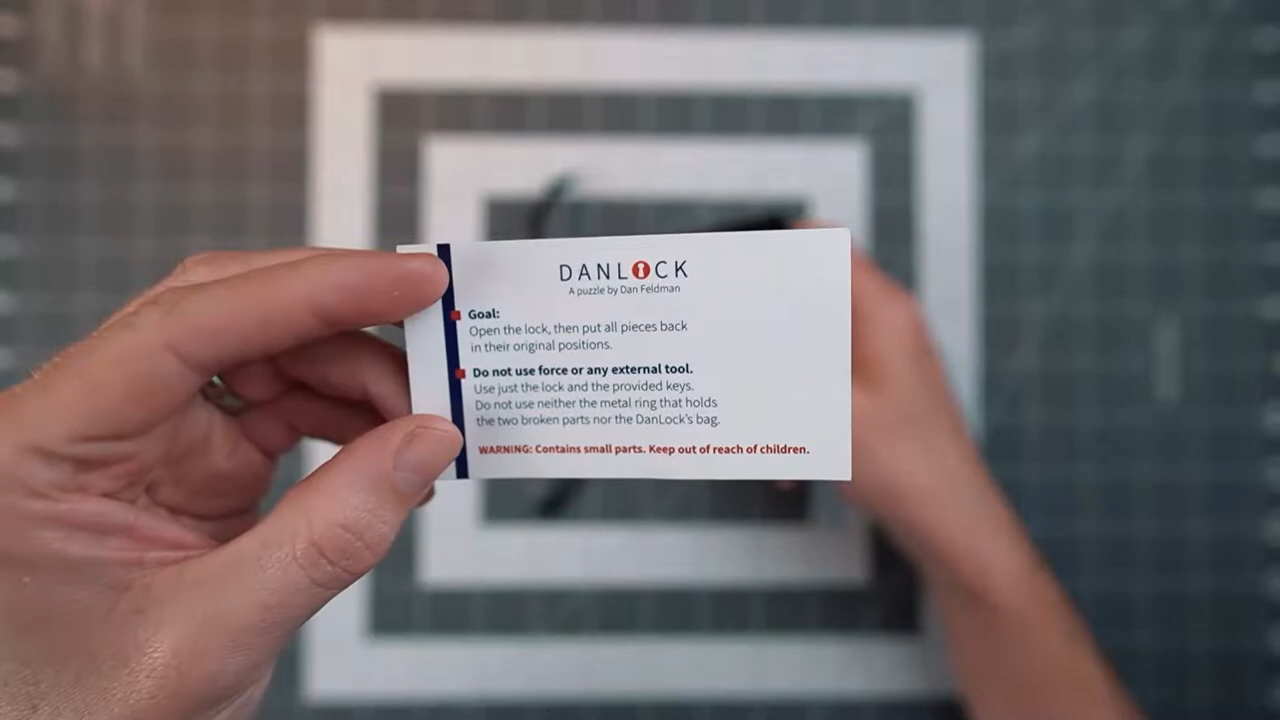 DANLOCK
A puzzle by Dan Feldman
Goal:
Open the lock, then put all pieces back
in their original positions.
Do not use force or any external tool.
Use just the lock and the provided keys.
Do not use neither the metal ring that holds
the two broken parts nor the DanLock's bag.
WARNING: Contains small parts. Keep out of reach of children.